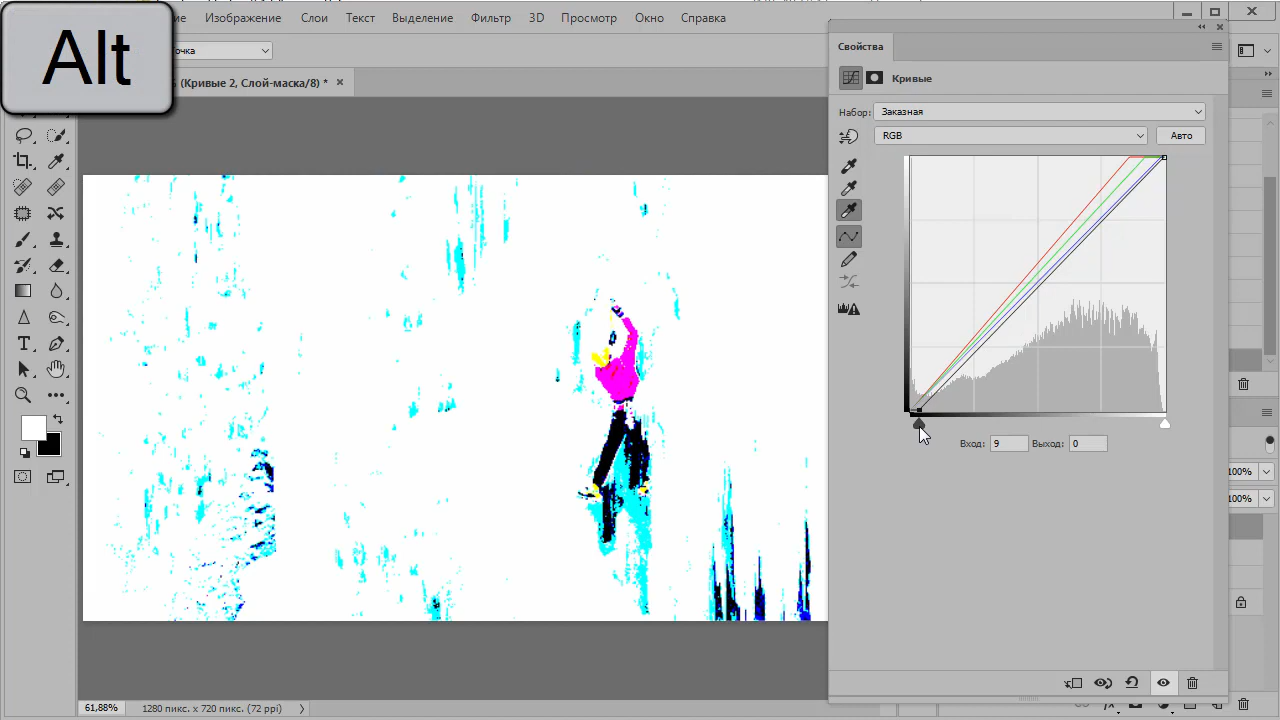 Alt
Изображение Слои Текст Выделение Фильтр 3D Просмотр Окно Справка
очка
(Кривые 2, Слой-маска/8) *
Свойства
Кривые
Набор: Заказная
RGB Авто
Вход: 9 Выход: 0
100%
100%
61,88% 1280 пикс. x 720 пикс. (72 ppi)
fx